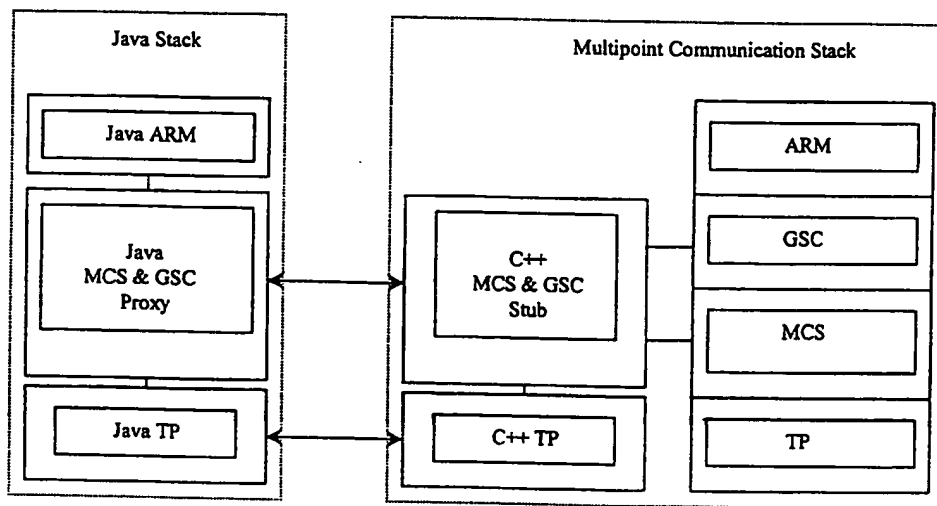 Java Stack
Java ARM
Java
MCS & GSC
Proxy
Java TP
Multipoint Communication Stack
C++
MCS & GSC
Stub
C++ TP
ARM
GSC
MCS
TP